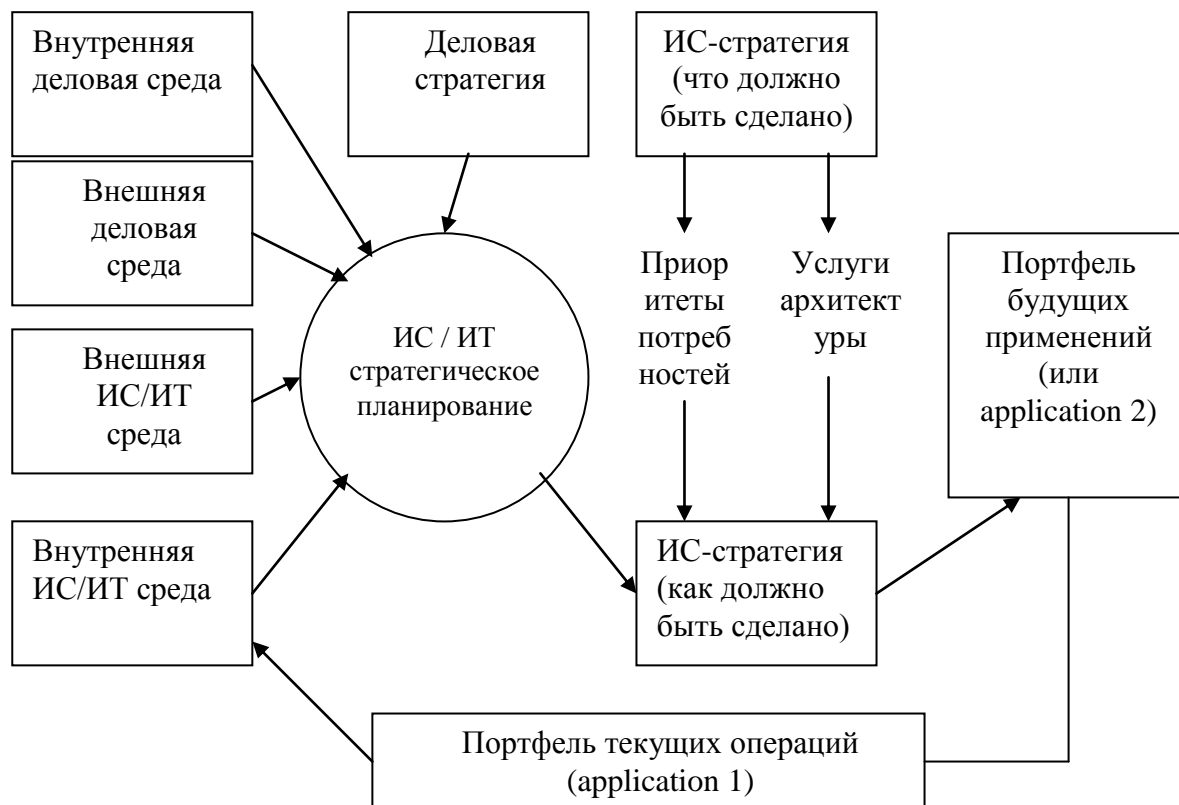 Внутренняя
деловая среда
Деловая
стратегия
ИС-стратегия
(что должно
быть сделано)
Внешняя
деловая
среда
Приор
итеты
потреб
ностей
Услуги
архитект
уры
Портфель
будущих
применений
(или
application 2)
Внешняя
ИС/ИТ
среда
ИС / ИТ
стратегическое
планирование
Внутренняя
ИС/ИТ среда
ИС-стратегия
(как должно
быть сделано)
Портфель текущих операций
(application 1)